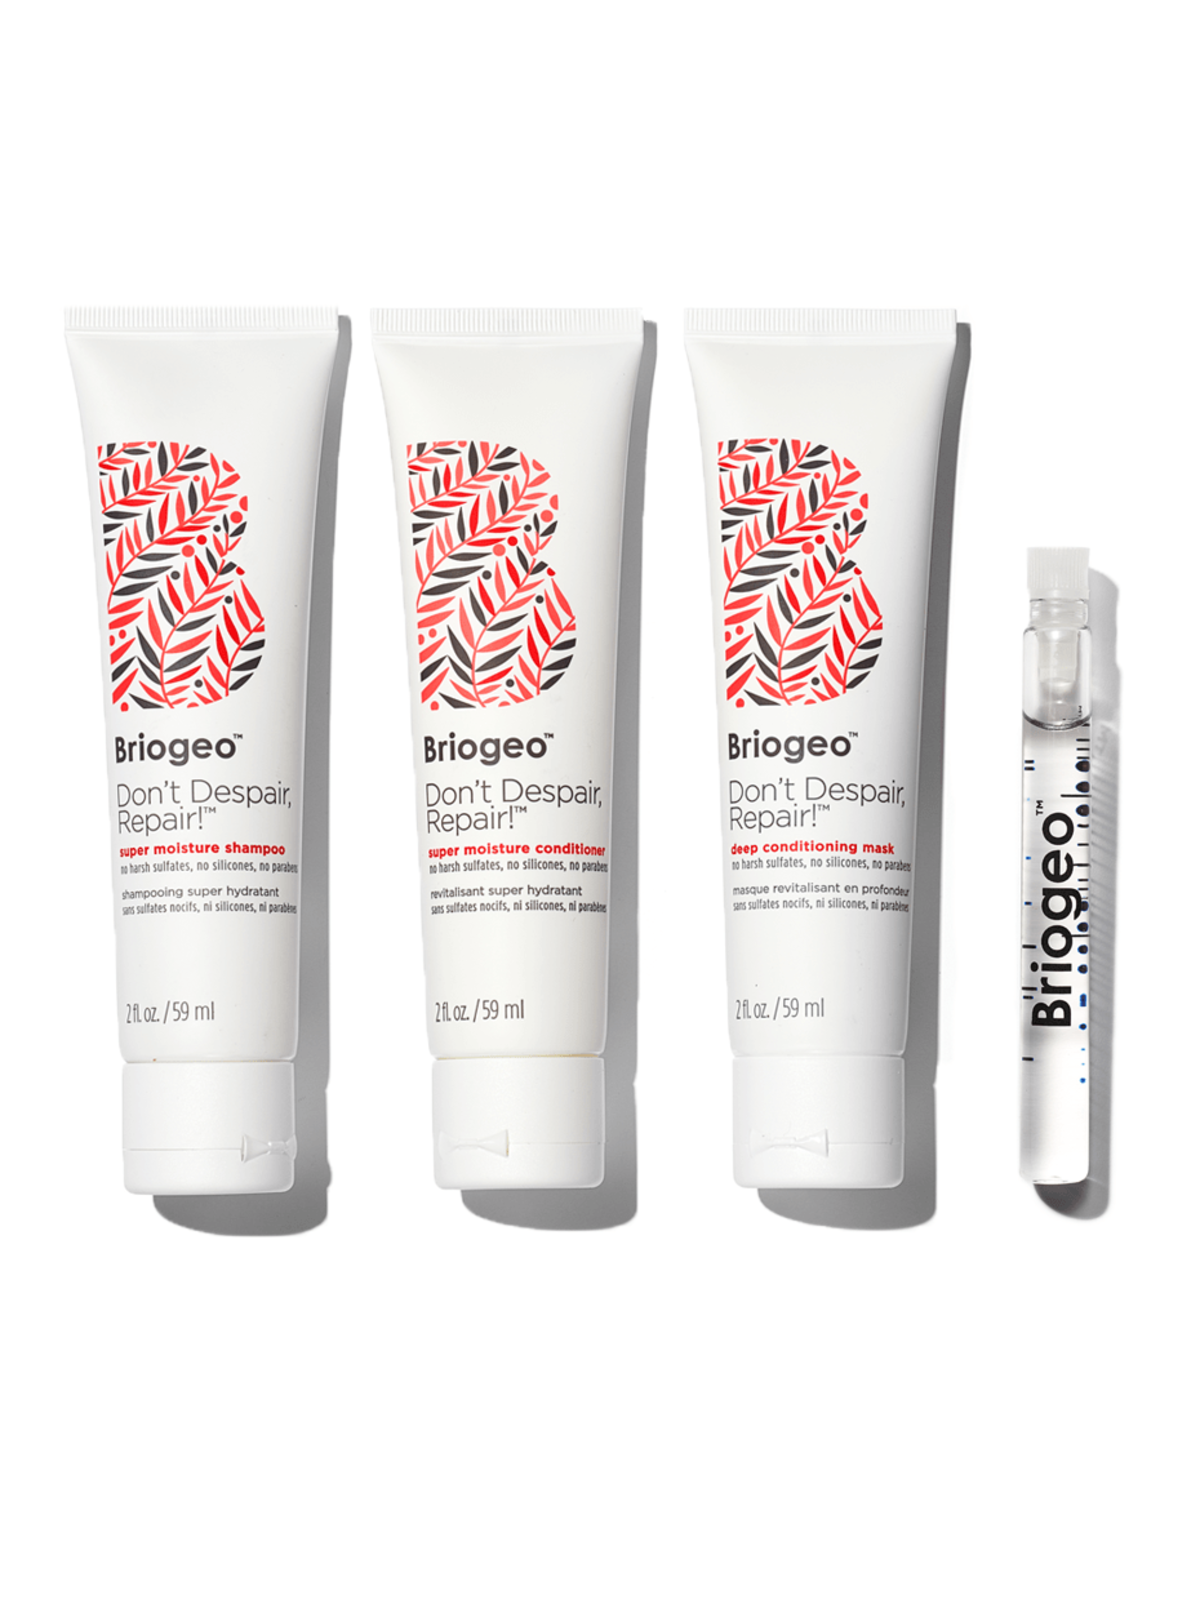 Briogeo™
Don't Despair,
Repair!™
super moisture shampoo
no harsh sulfates, no silicones, no parabens
shampooing super hydratant
sans sulfates nocifs, ni silicones, ni parabènes
2 fl. oz. / 59 ml
Briogeo™
Don't Despair,
Repair!™
super moisture conditioner
no harsh sulfates, no silicones, no parabens
revitalisant super hydratant
sans sulfates nocifs, ni silicones, ni parabènes
2 fl. oz. / 59 ml
Briogeo™
Don't Despair,
Repair!™
deep conditioning mask
no harsh sulfates, no silicones, no parabens
masque revitalisant en profondeur
sans sulfates nocifs, ni silicones, ni parabènes
2 fl. oz. / 59 ml
Briogeo™